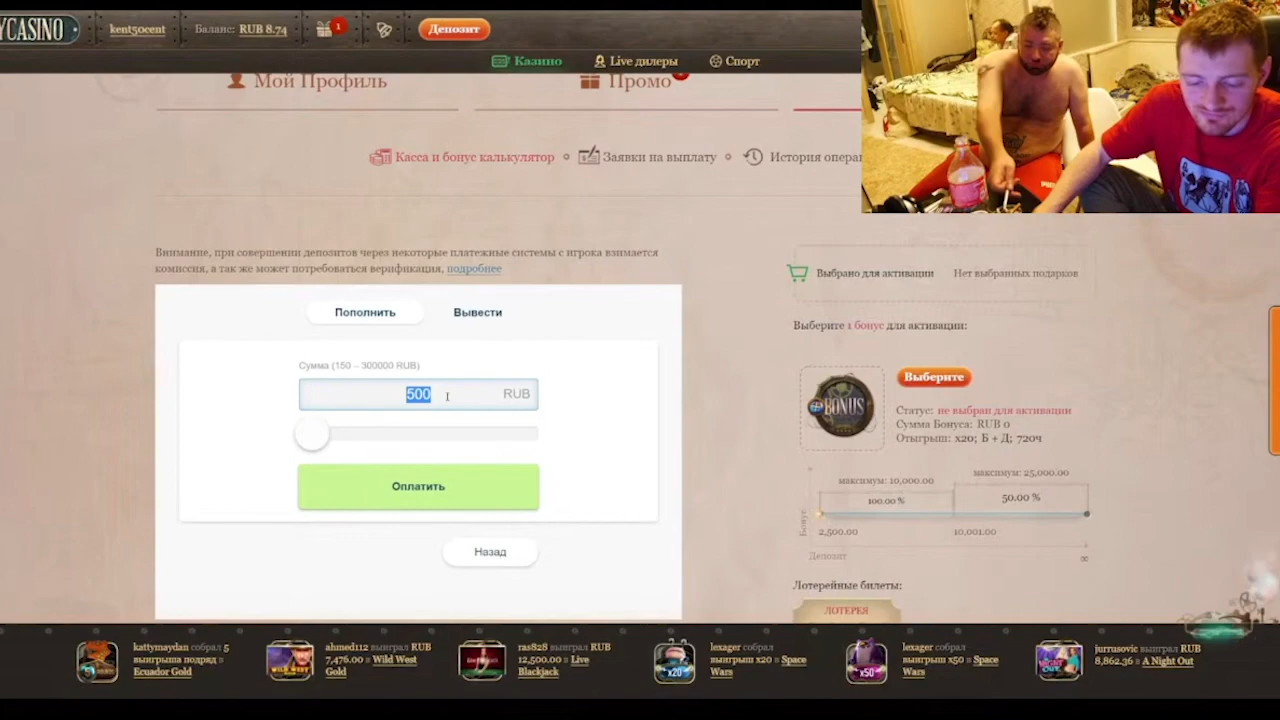 YCASINO
kent50cent
Баланс: RUB 8.74
1
Депозит
Казино
Live дилеры
Спорт
Мой Профиль
Промо
Касса и бонус калькулятор
Заявки на выплату
История опера
Внимание, при совершении депозитов через некоторые платежные системы с игрока взимается
комиссия, а так же может потребоваться верификация, подробнее
Пополнить
Вывести
Сумма (150 – 300000 RUB)
500
RUB
Оплатить
Назад
Выбрано для активации
Нет выбранных подарков
Выберите 1 бонус для активации:
BONUS
Выберите
Статус: не выбран для активации
Сумма Бонуса: RUB 0
Отыгрыш: x20; Б + Д; 720ч
максимум: 10,000.00
максимум: 25,000.00
100.00 %
50.00 %
Бонус
2,500.00
10,001.00
Депозит
∞
Лотерейные билеты:
ЛОТЕРЕЯ
kattymaydan собрал 5
выигрыша подряд в
Ecuador Gold
ahmed112 выиграл RUB
7,476.00 в Wild West
Gold
ras828 выиграл RUB
12,500.00 в Live
Blackjack
x20
lexager собрал
выигрыш x20 в Space
Wars
x50
lexager собрал
выигрыш x50 в Space
Wars
jurrusovic выиграл RUB
8,862.36 в A Night Out